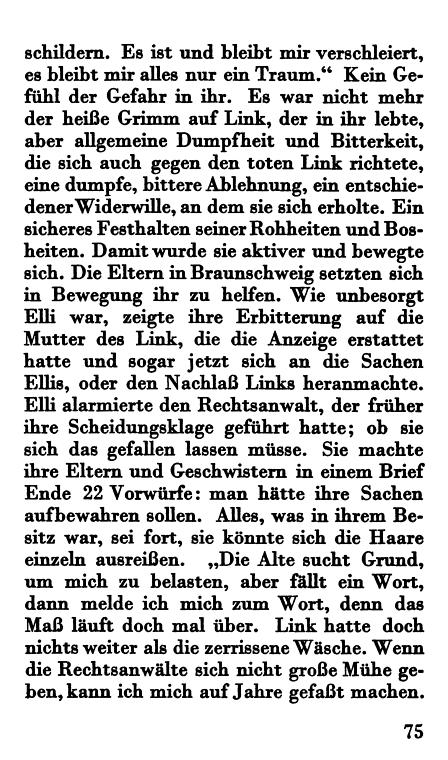 schildern. Es ist und bleibt mir verschleiert,
es bleibt mir alles nur ein Traum.“ Kein Ge-
fühl der Gefahr in ihr. Es war nicht mehr
der heiße Grimm auf Link, der in ihr lebte,
aber allgemeine Dumpfheit und Bitterkeit,
die sich auch gegen den toten Link richtete,
eine dumpfe, bittere Ablehnung, ein entschie-
dener Widerwille, an dem sie sich erholte. Ein
sicheres Festhalten seiner Rohheiten und Bos-
heiten. Damit wurde sie aktiver und bewegte
sich. Die Eltern in Braunschweig setzten sich
in Bewegung ihr zu helfen. Wie unbesorgt
Elli war, zeigte ihre Erbitterung auf die
Mutter des Link, die die Anzeige erstattet
hatte und sogar jetzt sich an die Sachen
Ellis, oder den Nachlaß Links heranmachte.
Elli alarmierte den Rechtsanwalt, der früher
ihre Scheidungsklage geführt hatte; ob sie
sich das gefallen lassen müsse. Sie machte
ihre Eltern und Geschwistern in einem Brief
Ende 22 Vorwürfe: man hätte ihre Sachen
aufbewahren sollen. Alles, was in ihrem Be-
sitz war, sei fort, sie könnte sich die Haare
einzeln ausreißen. „Die Alte sucht Grund,
um mich zu belasten, aber fällt ein Wort,
dann melde ich mich zum Wort, denn das
Maß läuft doch mal über. Link hatte doch
nichts weiter als die zerrissene Wäsche. Wenn
die Rechtsanwälte sich nicht große Mühe ge-
ben, kann ich mich auf Jahre gefaßt machen.
75